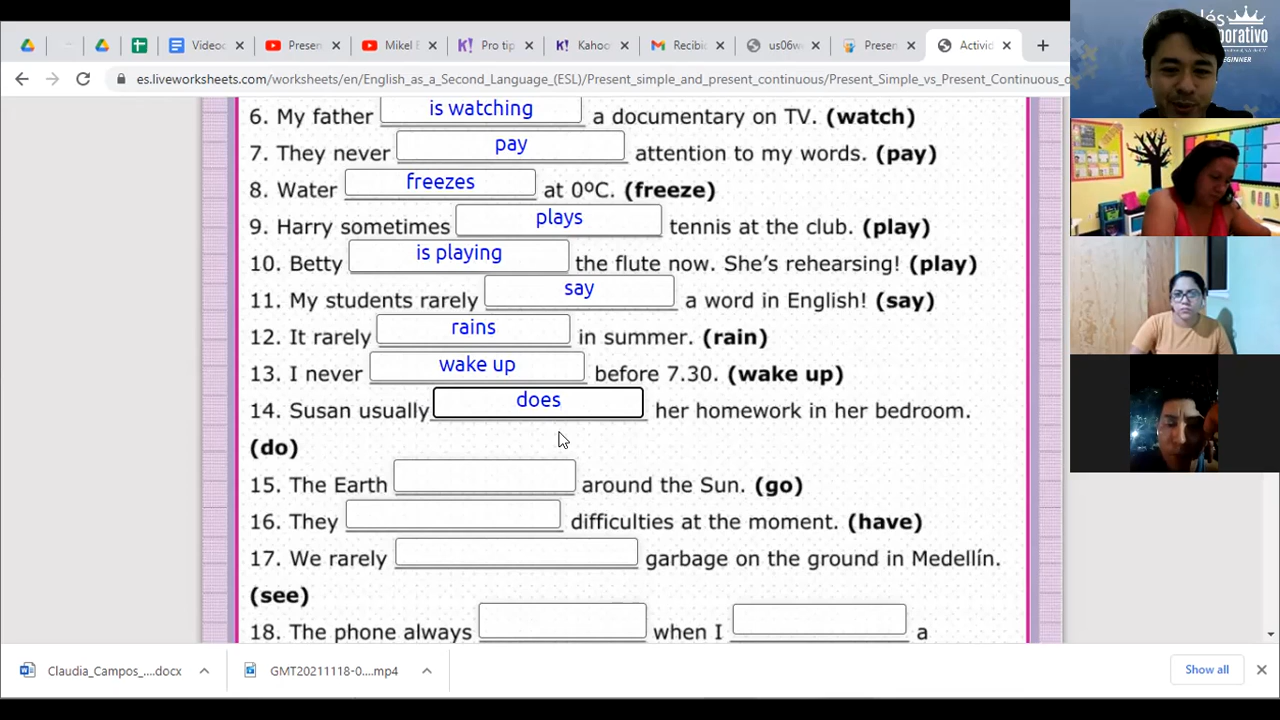 Videoc
Presen
Mikel F
Pro tip
Kahoo
Recibid
us06we
Presen
Activid
es.liveworksheets.com/worksheets/en/English_as_a_Second_Language_(ESL)/Present_simple_and_present_continuous/Present_Simple_vs_Present_Continuous_o
6. My father is watching a documentary on TV. (watch)
7. They never pay attention to my words. (pay)
8. Water freezes at 0ºC. (freeze)
9. Harry sometimes plays tennis at the club. (play)
10. Betty is playing the flute now. She's rehearsing! (play)
11. My students rarely say a word in English! (say)
12. It rarely rains in summer. (rain)
13. I never wake up before 7.30. (wake up)
14. Susan usually does her homework in her bedroom.
(do)
15. The Earth around the Sun. (go)
16. They difficulties at the moment. (have)
17. We rarely garbage on the ground in Medellín.
(see)
18. The phone always when I a
Claudia_Campos_....docx
GMT20211118-0....mp4
Show all
lés
orporativo
EGINNER